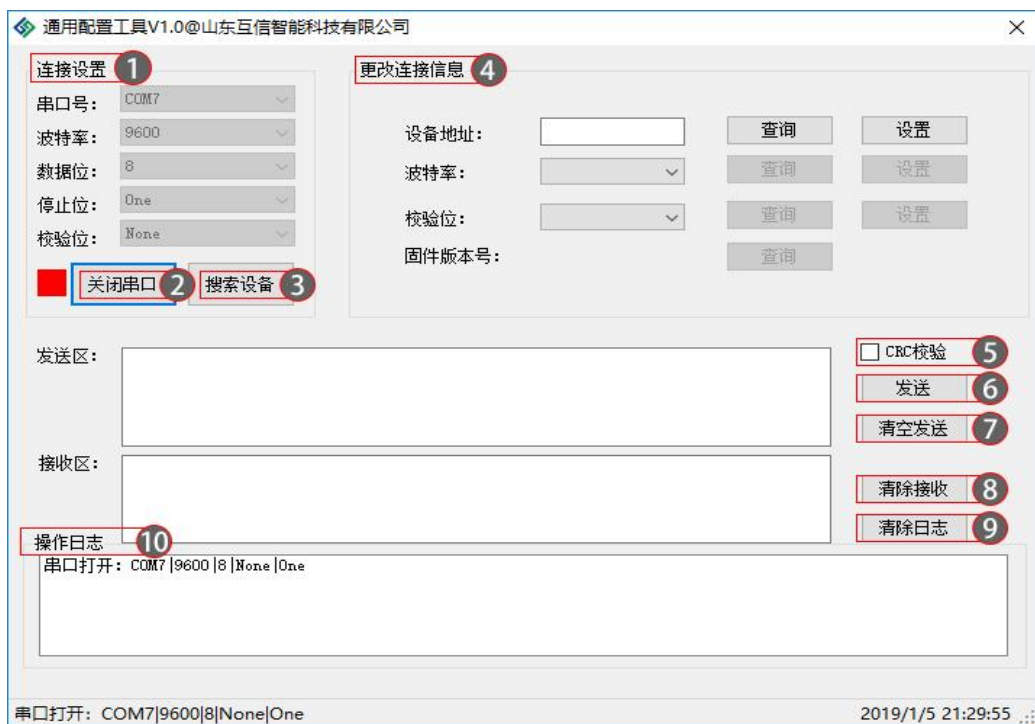 通用配置工具V1.0@山东互信智能科技有限公司
连接设置 1
串口号: COM7
波特率: 9600
数据位: 8
停止位: One
校验位: None
关闭串口 2 搜索设备 3
更改连接信息 4
设备地址: 查询 设置
波特率: 查询 设置
校验位: 查询 设置
固件版本号: 查询
发送区:
CRC校验 5
发送 6
清空发送 7
接收区:
清除接收 8
清除日志 9
操作日志 10
串口打开: COM7|9600|8|None|One
串口打开: COM7|9600|8|None|One 2019/1/5 21:29:55